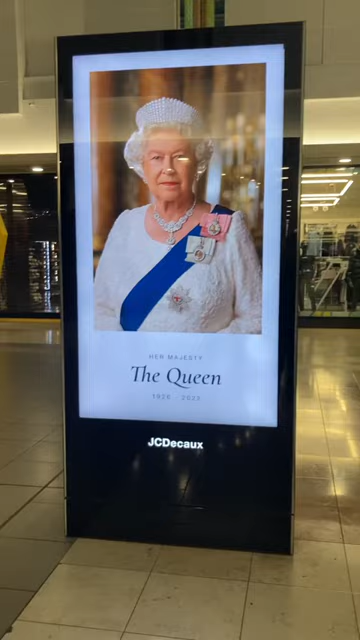 HER MAJESTY
The Queen
1926 - 2022
JCDecaux